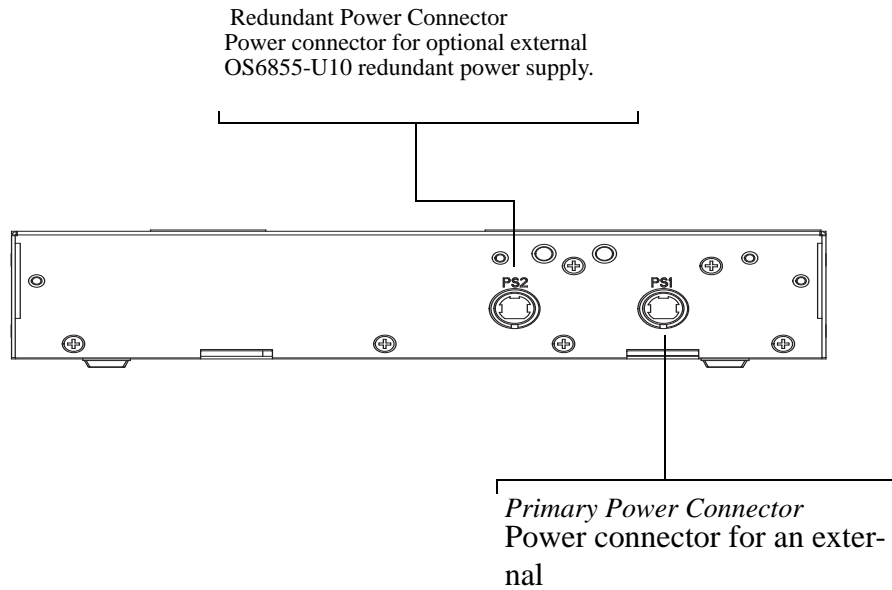 Redundant Power Connector
Power connector for optional external
OS6855-U10 redundant power supply.
PS2
PS1
Primary Power Connector
Power connector for an exter-
nal